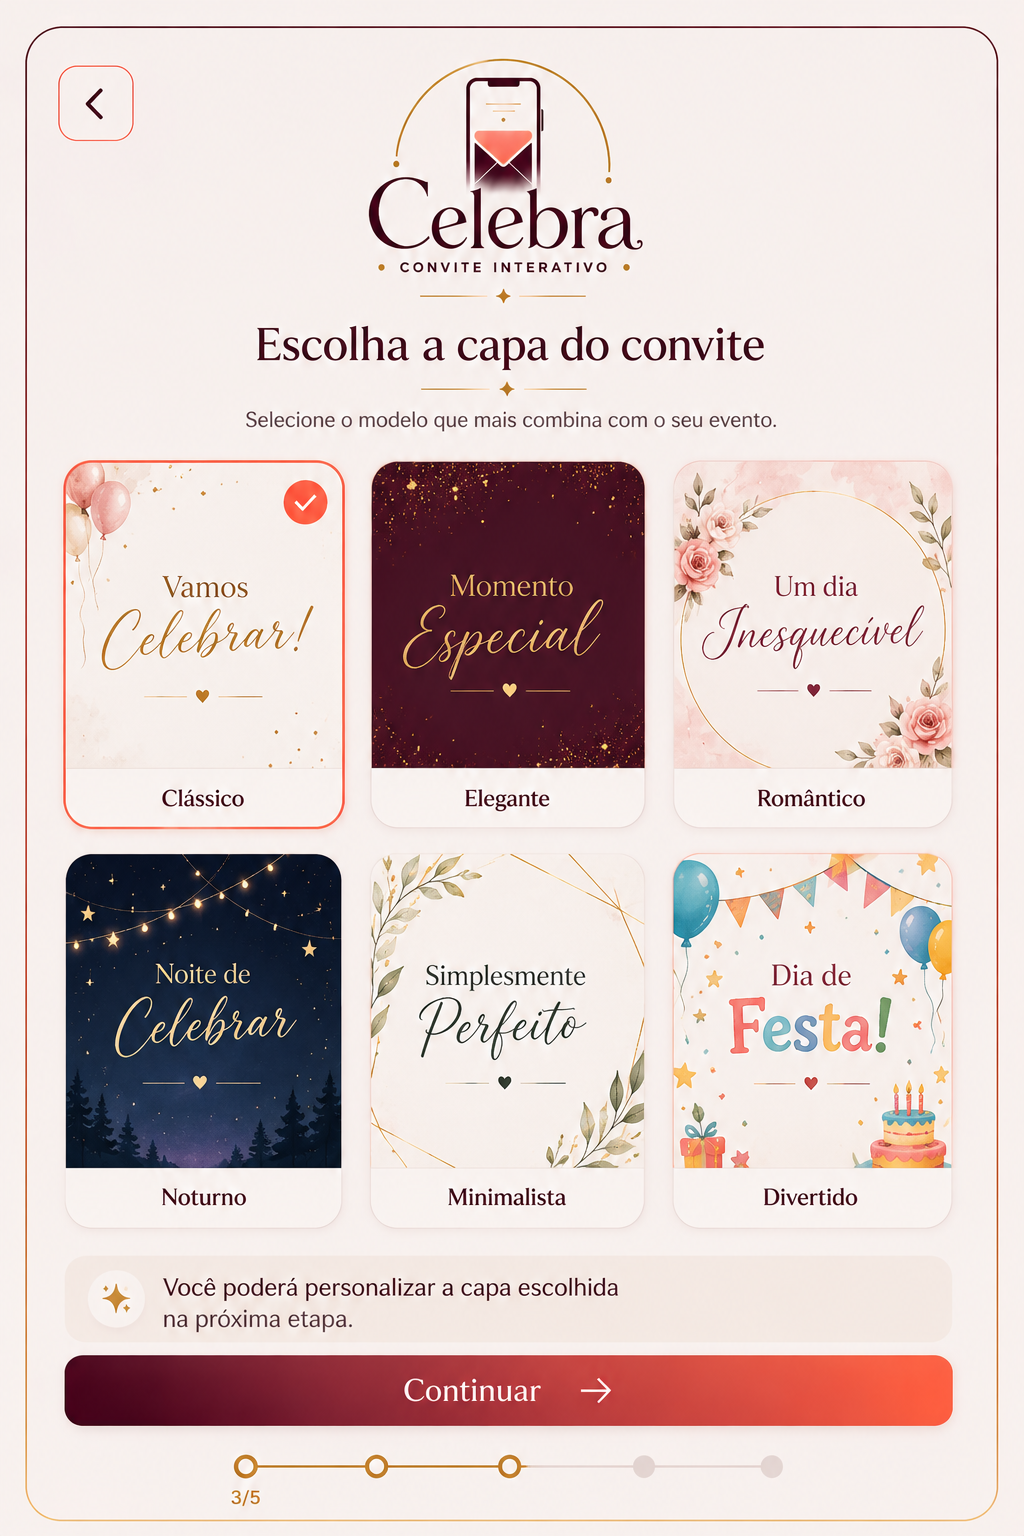 Celebra
CONVITE INTERATIVO
Escolha a capa do convite
Selecione o modelo que mais combina com o seu evento.
Vamos
Celebrar!
Clássico
Momento
Especial
Elegante
Um dia
Inesquecível
Romântico
Noite de
Celebrar
Noturno
Simplesmente
Perfeito
Minimalista
Dia de
Festa!
Divertido
Você poderá personalizar a capa escolhida
na próxima etapa.
Continuar →
3/5